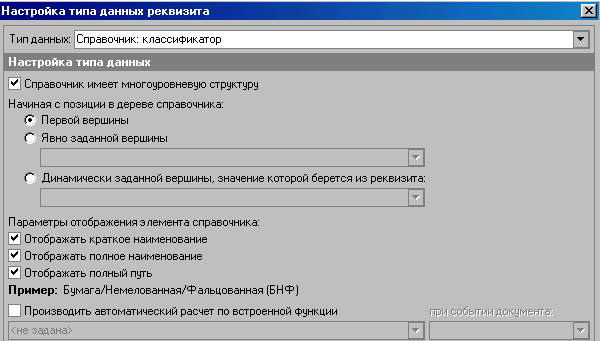 Настройка типа данных реквизита
Тип данных: Справочник: классификатор
Настройка типа данных
Справочник имеет многоуровневую структуру
Начиная с позиции в дереве справочника:
Первой вершины
Явно заданной вершины
Динамически заданной вершины, значение которой берется из реквизита:
Параметры отображения элемента справочника:
Отображать краткое наименование
Отображать полное наименование
Отображать полный путь
Пример: Бумага/Немелованная/Фальцованная (БНФ)
Производить автоматический расчет по встроенной функции при событии документа:
<не задана>